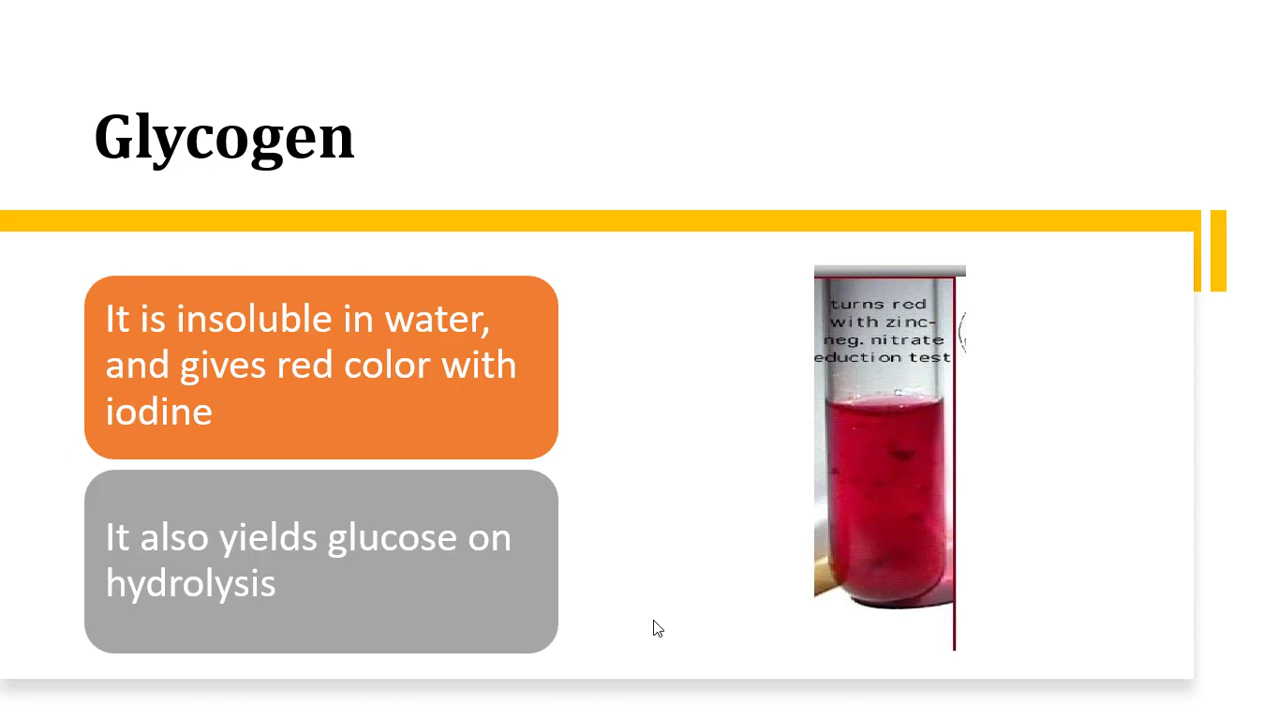 Glycogen
It is insoluble in water,
and gives red color with
iodine
turns red
with zinc-
neg. nitrate
eduction test
It also yields glucose on
hydrolysis